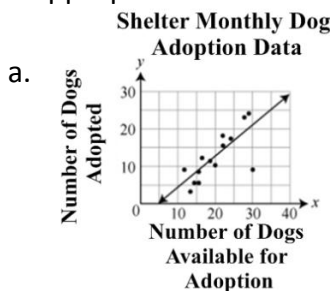 Shelter Monthly Dog
Adoption Data
a.
y
Number of Dogs
Adopted
30
20
10
0
10 20 30 40 x
Number of Dogs
Available for
Adoption